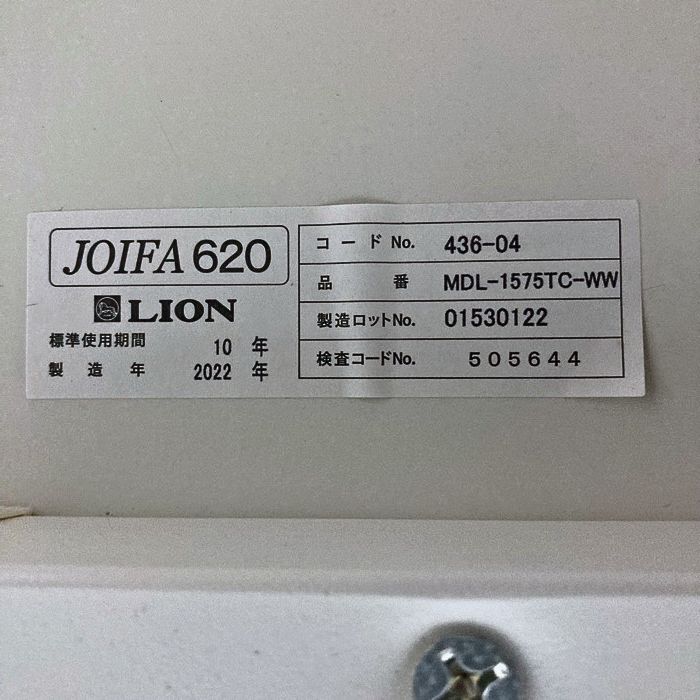 JOIFA 620
LION
標準使用期間 10 年
製造年 2022 年
コードNo. 436-04
品番 MDL-1575TC-WW
製造ロットNo. 01530122
検査コードNo. 505644